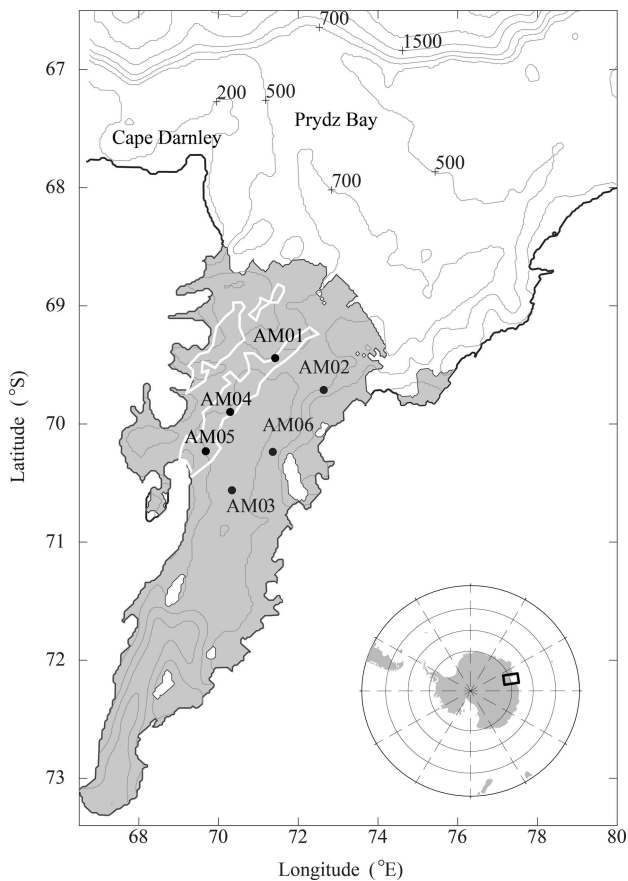 700
1500
67
200
500
Prydz Bay
Cape Darnley
500
700
68
69
AM01
AM02
AM04
70
AM06
AM05
AM03
71
72
73
Latitude (°S)
68
70
72
74
76
78
80
Longitude (°E)